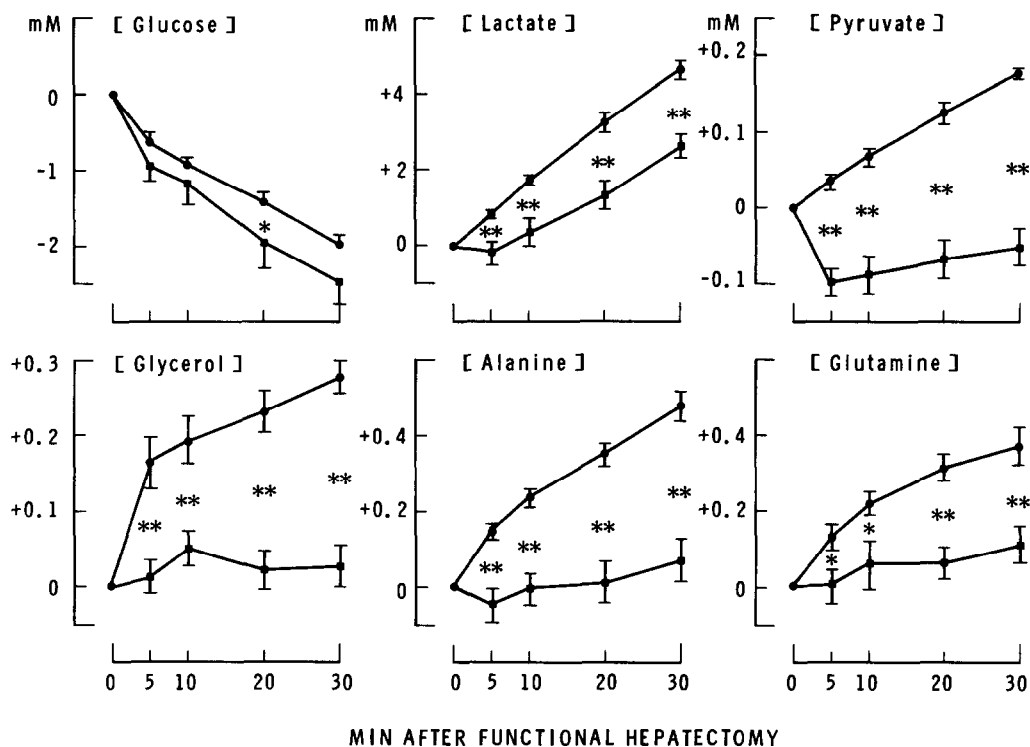 mM [ Glucose ] mM [ Lactate ] mM [ Pyruvate ]
0
-1
-2
*
+4
+2
0
** ** ** **
+0.2
+0.1
0
-0.1
** ** ** **
[ Glycerol ] [ Alanine ] [ Glutamine ]
+0.3
+0.2
+0.1
0
** ** ** **
+0.4
+0.2
0
** ** ** **
+0.4
+0.2
0
* * ** **
0 5 10 20 30 0 5 10 20 30 0 5 10 20 30
MIN AFTER FUNCTIONAL HEPATECTOMY